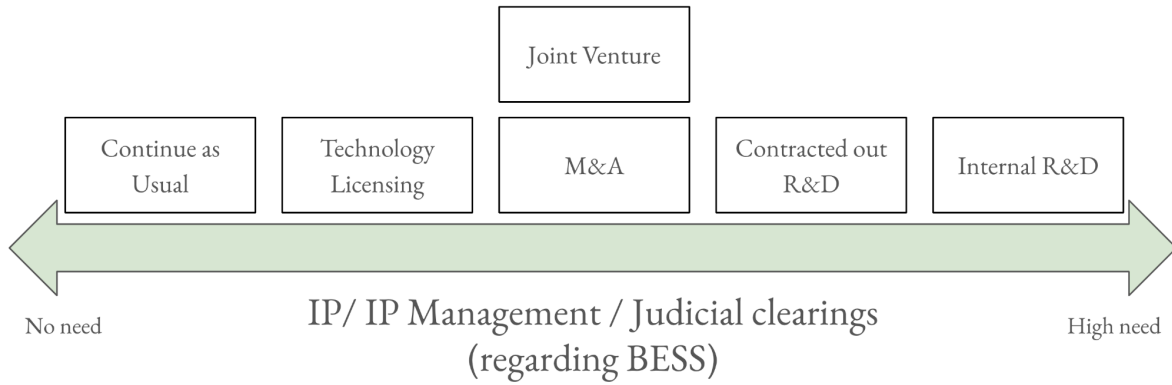 Joint Venture
Continue as
Usual
Technology
Licensing
M&A
Contracted out
R&D
Internal R&D
No need
IP/ IP Management / Judicial clearings
(regarding BESS)
High need